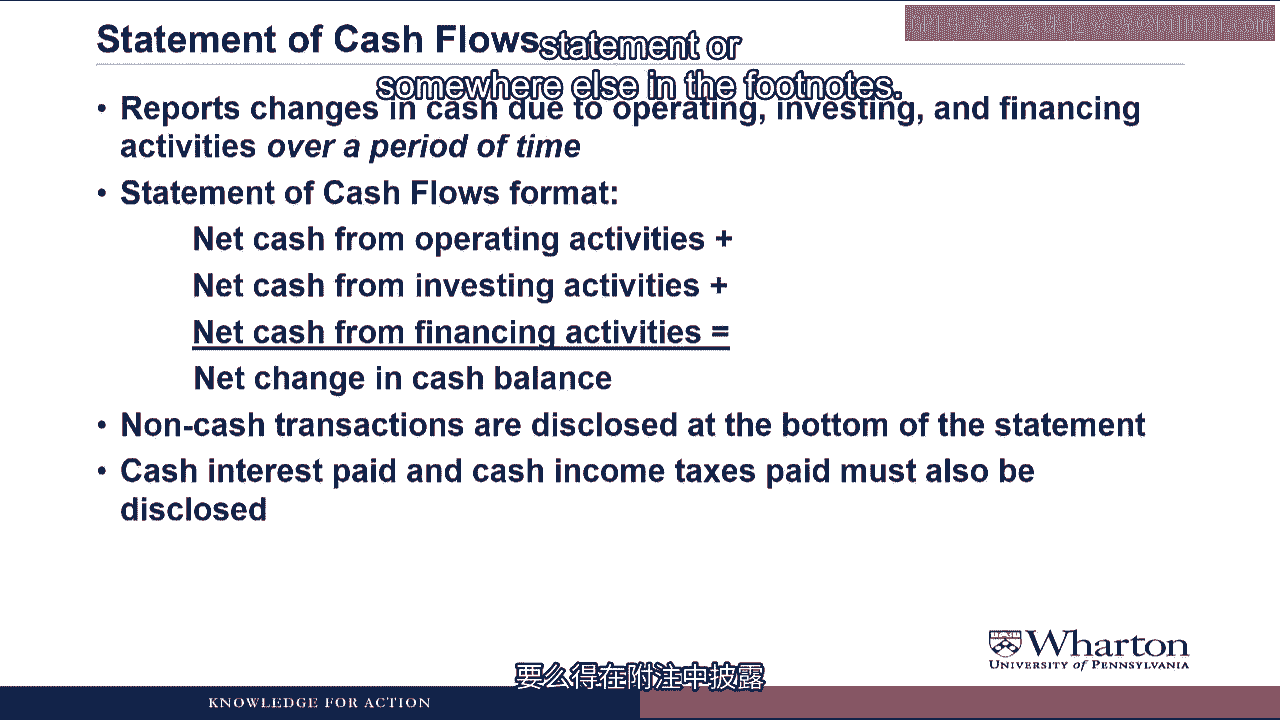 Statement of Cash Flows
statement or
somewhere else in the footnotes.
• Reports changes in cash due to operating, investing, and financing
activities over a period of time
• Statement of Cash Flows format:
Net cash from operating activities +
Net cash from investing activities +
Net cash from financing activities =
Net change in cash balance
• Non-cash transactions are disclosed at the bottom of the statement
• Cash interest paid and cash income taxes paid must also be
disclosed
Wharton
UNIVERSITY of PENNSYLVANIA
要么得在附注中披露
KNOWLEDGE FOR ACTION